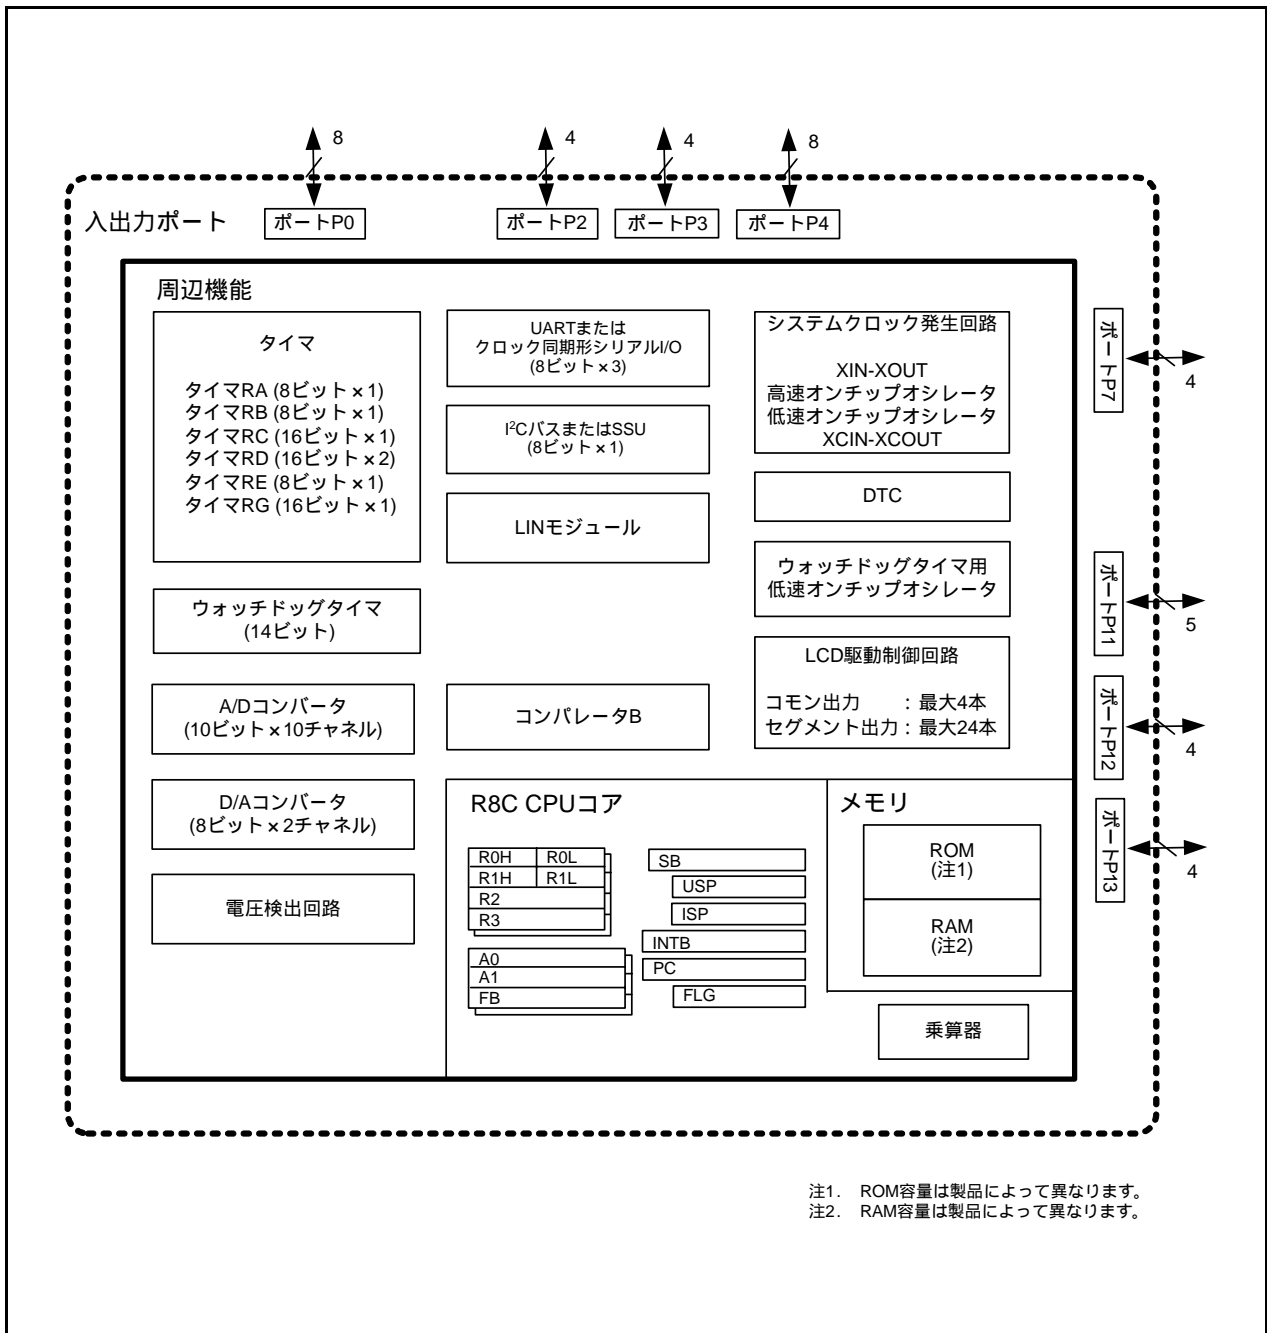 8
4
4
8
入出力ポート
ポートP0
ポートP2
ポートP3
ポートP4
周辺機能
タイマ
タイマRA (8ビット×1)
タイマRB (8ビット×1)
タイマRC (16ビット×1)
タイマRD (16ビット×2)
タイマRE (8ビット×1)
タイマRG (16ビット×1)
ウォッチドッグタイマ
(14ビット)
A/Dコンバータ
(10ビット×10チャネル)
D/Aコンバータ
(8ビット×2チャネル)
電圧検出回路
UARTまたは
クロック同期形シリアルI/O
(8ビット×3)
I²CバスまたはSSU
(8ビット×1)
LINモジュール
コンパレータB
システムクロック発生回路
XIN-XOUT
高速オンチップオシレータ
低速オンチップオシレータ
XCIN-XCOUT
DTC
ウォッチドッグタイマ用
低速オンチップオシレータ
LCD駆動制御回路
コモン出力 : 最大4本
セグメント出力 : 最大24本
R8C CPUコア
R0H R0L
R1H R1L
R2
R3
A0
A1
FB
SB
USP
ISP
INTB
PC
FLG
メモリ
ROM
(注1)
RAM
(注2)
乗算器
ポートP7
4
ポートP11
5
ポートP12
4
ポートP13
4
注1. ROM容量は製品によって異なります。
注2. RAM容量は製品によって異なります。